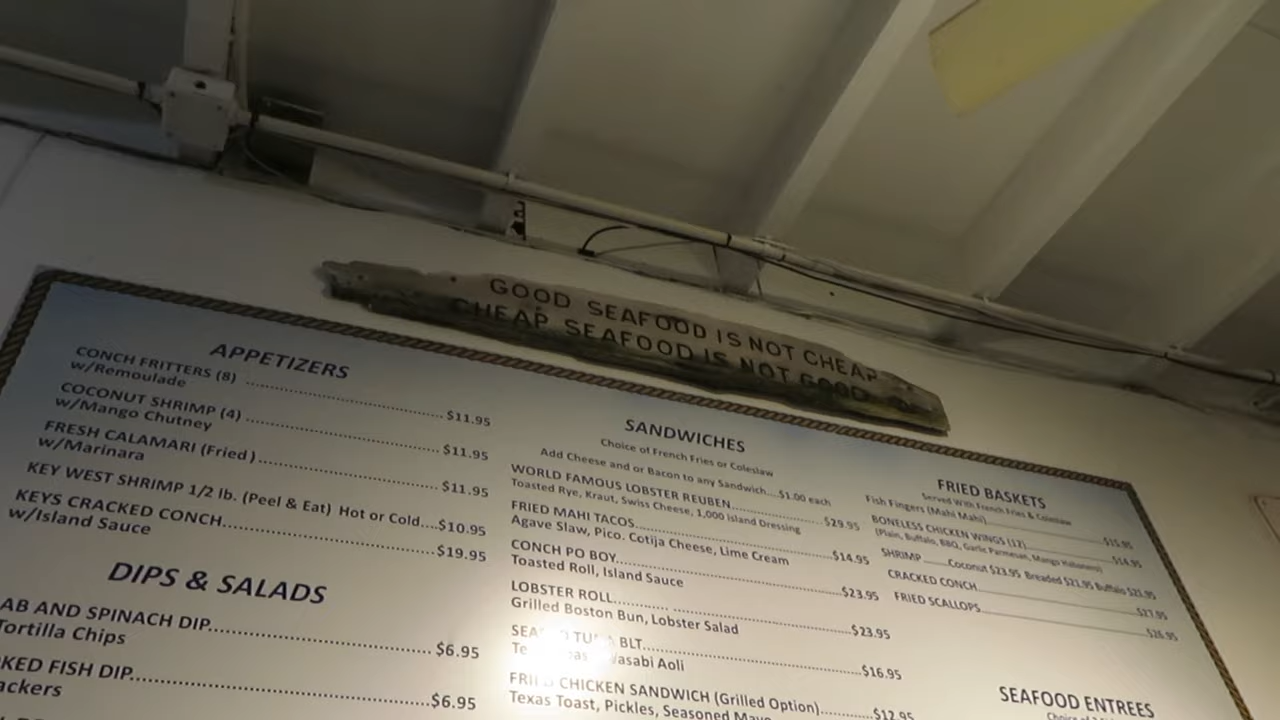 GOOD SEAFOOD IS NOT CHEAP
CHEAP SEAFOOD IS NOT GOOD
APPETIZERS
CONCH FRITTERS (8) ........ $11.95
w/Remoulade
COCONUT SHRIMP (4) ........ $11.95
w/Mango Chutney
FRESH CALAMARI (Fried ) ........ $11.95
w/Marinara
KEY WEST SHRIMP 1/2 lb. (Peel & Eat) Hot or Cold....$10.95
KEYS CRACKED CONCH........ $19.95
w/Island Sauce
DIPS & SALADS
AB AND SPINACH DIP........ $6.95
Tortilla Chips
KED FISH DIP........$6.95
ackers
SANDWICHES
Choice of French Fries or Coleslaw
Add Cheese and or Bacon to any Sandwich....$1.00 each
WORLD FAMOUS LOBSTER REUBEN........ $29.95
Toasted Rye, Kraut, Swiss Cheese, 1,000 Island Dressing
FRIED MAHI TACOS........$14.95
Agave Slaw, Pico. Cotija Cheese, Lime Cream
CONCH PO BOY........$23.95
Toasted Roll, Island Sauce
LOBSTER ROLL........ ........$23.95
Grilled Boston Bun, Lobster Salad
TUNA BLT........$16.95
Wasabi Aoli
FRIED CHICKEN SANDWICH (Grilled Option)........$12.95
Texas Toast, Pickles, Seasoned Mayo
FRIED BASKETS
Served With French Fries & Coleslaw
Fish Fingers (Mahi Mahi)........$15.95
BONELESS CHICKEN WINGS (12)........$14.95
(Plain, Buffalo, BBQ, Garlic Parmesan, Mango Habanero)
SHRIMP........Coconut $23.95 Breaded $21.95 Buffalo $21.95
CRACKED CONCH........$27.95
FRIED SCALLOPS........$26.95
SEAFOOD ENTREES
Choice of